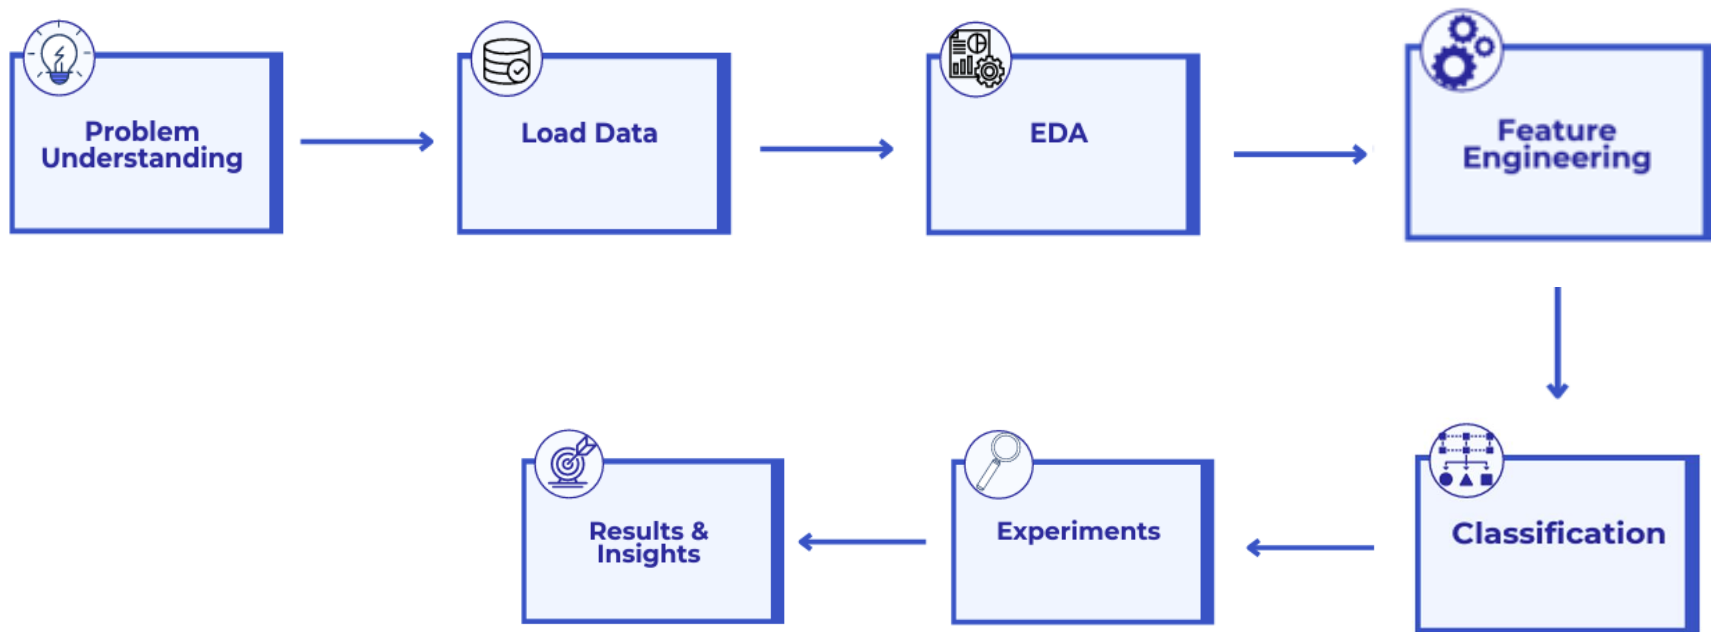 Problem
Understanding
Load Data
EDA
Feature
Engineering
Classification
Experiments
Results &
Insights